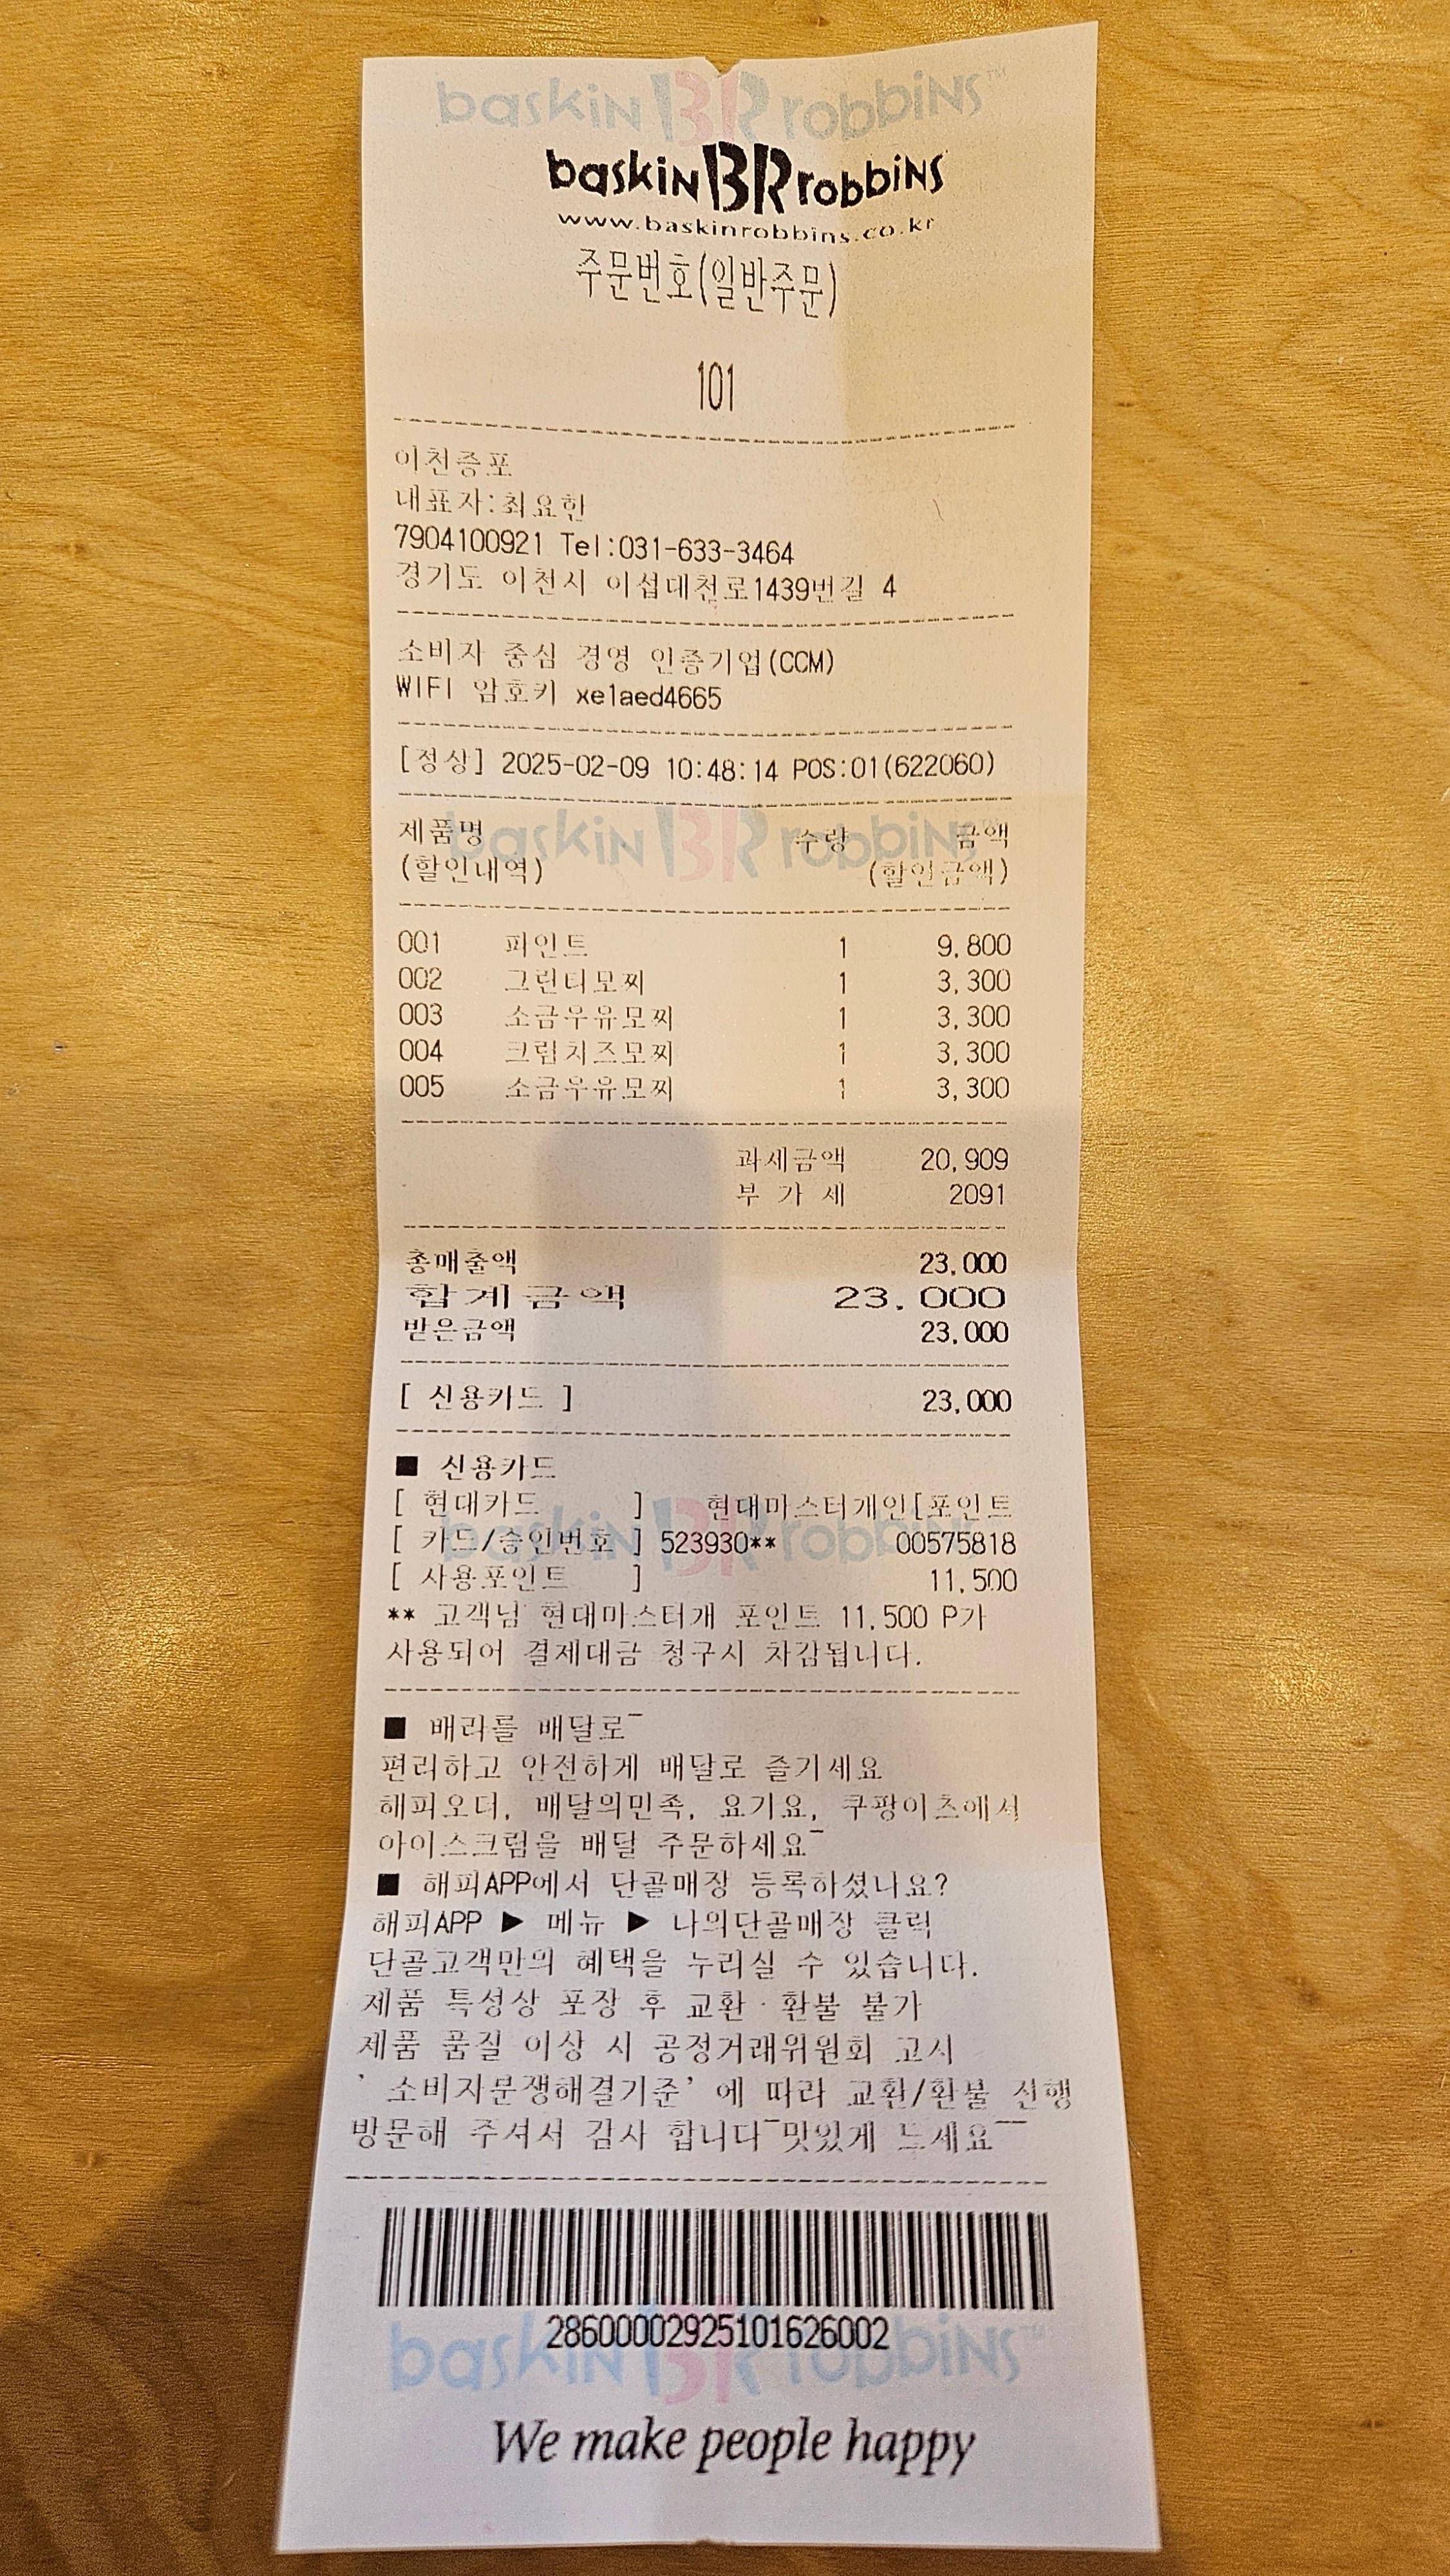 baskin BR robbins™
baskin BR robbins
www.baskinrobbins.co.kr
주문번호(일반주문)
101
이천증포
대표자:최요한
7904100921 Tel:031-633-3464
경기도 이천시 이섭대천로1439번길 4
소비자 중심 경영 인증기업(CCM)
WIFI 암호키 xe1aed4665
[정상] 2025-02-09 10:48:14 POS:01(622060)
baskin BR robbins™
제품명 수량 금액
(할인내역) (할인금액)
001 파인트 1 9,800
002 그린티모찌 1 3,300
003 소금우유모찌 1 3,300
004 크림치즈모찌 1 3,300
005 소금우유모찌 1 3,300
과세금액 20,909
부 가 세 2091
총매출액 23,000
합계금액 23,000
받은금액 23,000
[ 신용카드 ] 23,000
■ 신용카드
[ 현대카드 ] 현대마스터개인[포인트
baskin BR robbins
[ 카드/승인번호 ] 523930** 00575818
[ 사용포인트 ] 11,500
** 고객님 현대마스터개 포인트 11,500 P가
사용되어 결제대금 청구시 차감됩니다.
■ 배라를 배달로~
편리하고 안전하게 배달로 즐기세요
해피오더, 배달의민족, 요기요, 쿠팡이츠에서
아이스크림을 배달 주문하세요~
■ 해피APP에서 단골매장 등록하셨나요?
해피APP ▶ 메뉴 ▶ 나의단골매장 클릭
단골고객만의 혜택을 누리실 수 있습니다.
제품 특성상 포장 후 교환·환불 불가
제품 품질 이상 시 공정거래위원회 고시
'소비자분쟁해결기준'에 따라 교환/환불 진행
방문해 주셔서 감사 합니다~맛있게 드세요~~
28600002925101626002
baskin BR robbins™
We make people happy